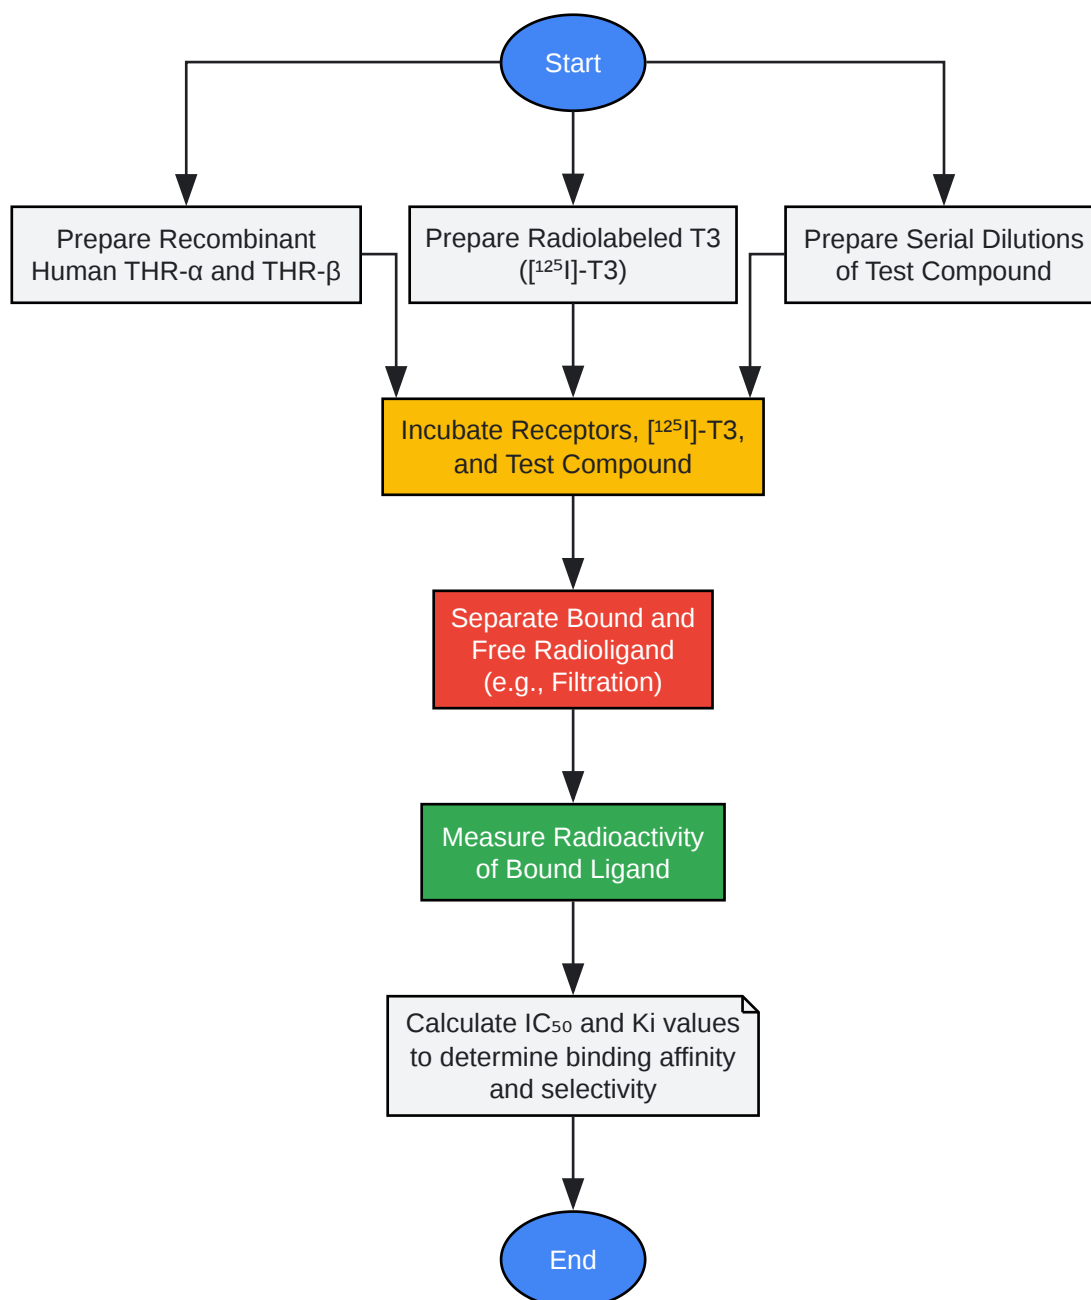 Start
Prepare Recombinant
Human THR-α and THR-β
Prepare Radiolabeled T3
([¹²⁵I]-T3)
Prepare Serial Dilutions
of Test Compound
Incubate Receptors, [¹²⁵I]-T3,
and Test Compound
Separate Bound and
Free Radioligand
(e.g., Filtration)
Measure Radioactivity
of Bound Ligand
Calculate IC₅₀ and Ki values
to determine binding affinity
and selectivity
End